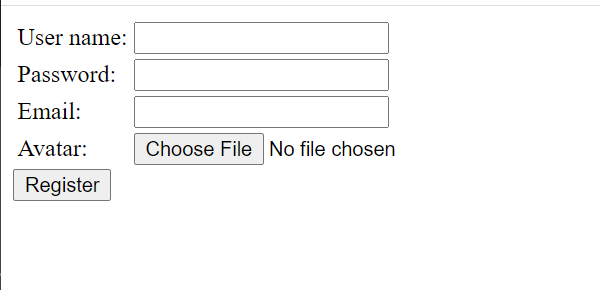 User name:
Password:
Email:
Avatar: Choose File No file chosen
Register